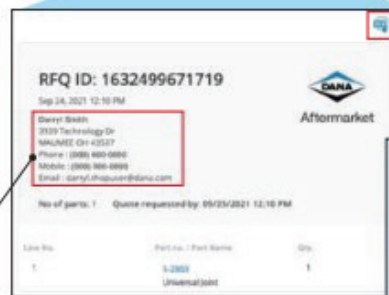 RFQ ID: 1632499671719
Sep 24, 2021 12:10 PM
DANA
Aftermarket
Darryl Smith
3939 Technology Dr
MAUMEE OH 43537
Phone : (000) 000-0000
Mobile : (000) 000-0000
Email : darryl.thopuser@dana.com
No of parts: 1 Quote requested by: 09/25/2021 12:10 PM
Line No. Part no. / Part Name Qty.
1 5-2003 1
Universal Joint